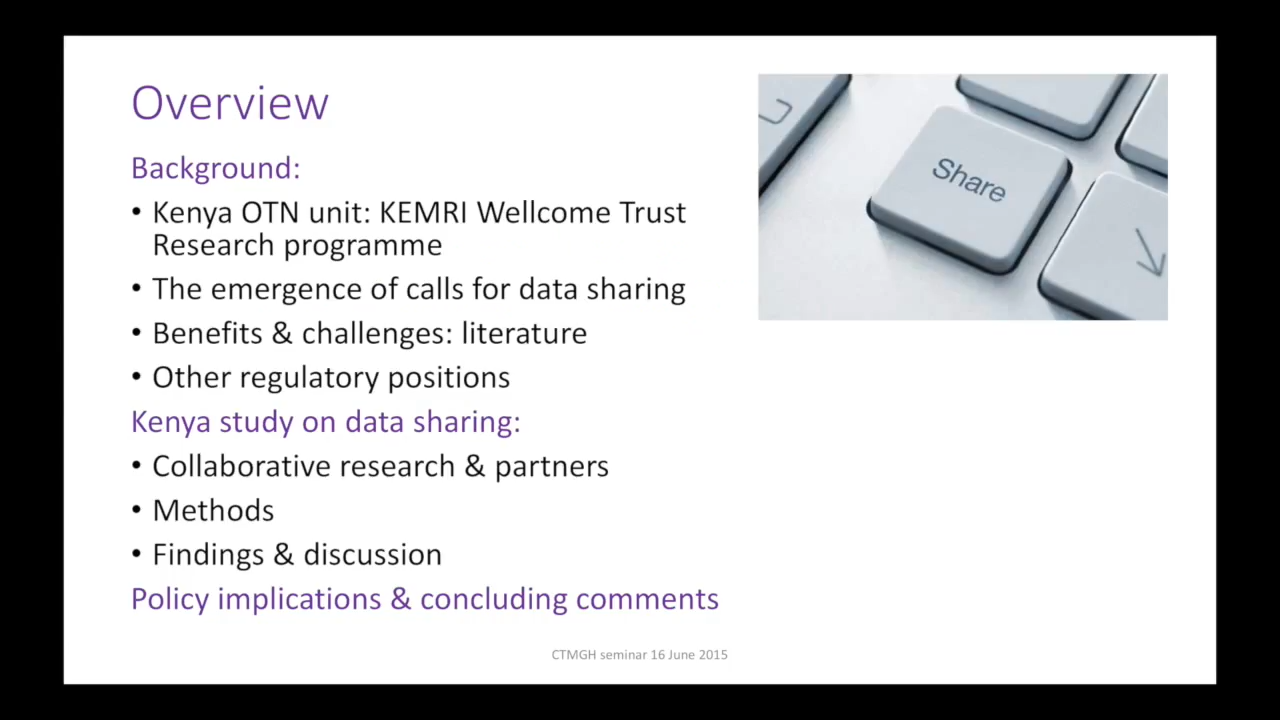 Overview
Background:
• Kenya OTN unit: KEMRI Wellcome Trust
Research programme
• The emergence of calls for data sharing
• Benefits & challenges: literature
• Other regulatory positions
Kenya study on data sharing:
• Collaborative research & partners
• Methods
• Findings & discussion
Policy implications & concluding comments
Share
CTMGH seminar 16 June 2015